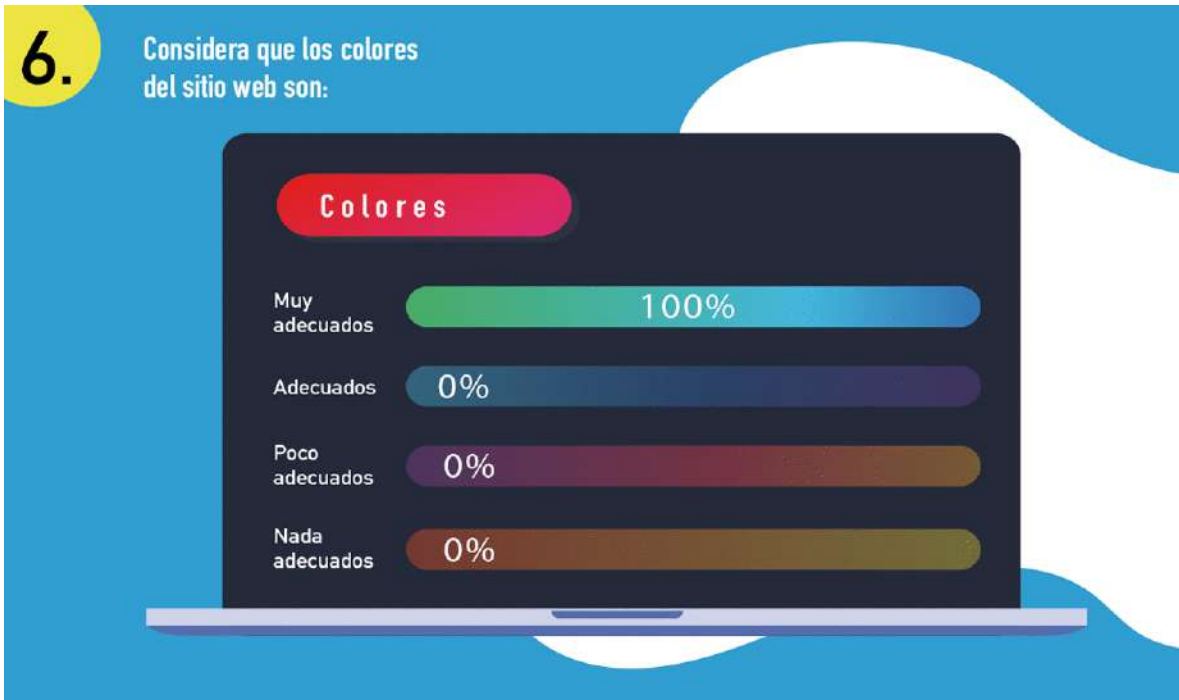 6.
Considera que los colores
del sitio web son:
Colores
Muy
adecuados
100%
Adecuados
0%
Poco
adecuados
0%
Nada
adecuados
0%